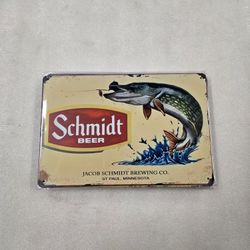 Schmidt
BEER
JACOB SCHMIDT BREWING CO.
ST PAUL, MINNESOTA